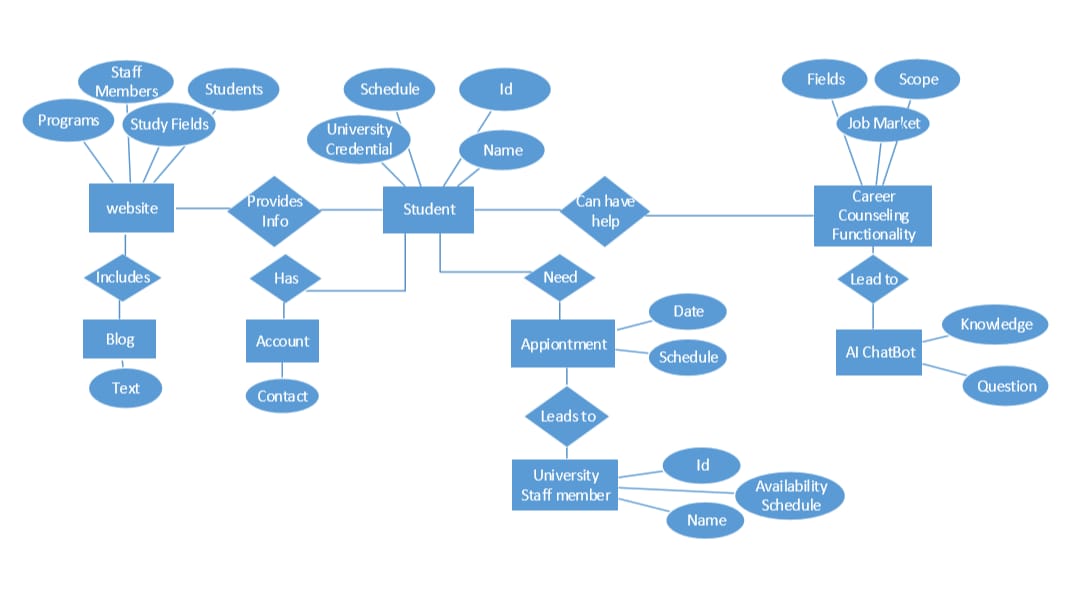 Staff
Members
Students
Programs
Study Fields
Schedule
Id
University
Credential
Name
Fields
Scope
Job Market
website
Provides
Info
Student
Can have
help
Career
Counseling
Functionality
Includes
Has
Need
Lead to
Blog
Account
Appiontment
Date
Schedule
AI ChatBot
Knowledge
Question
Text
Contact
Leads to
University
Staff member
Id
Availability
Schedule
Name